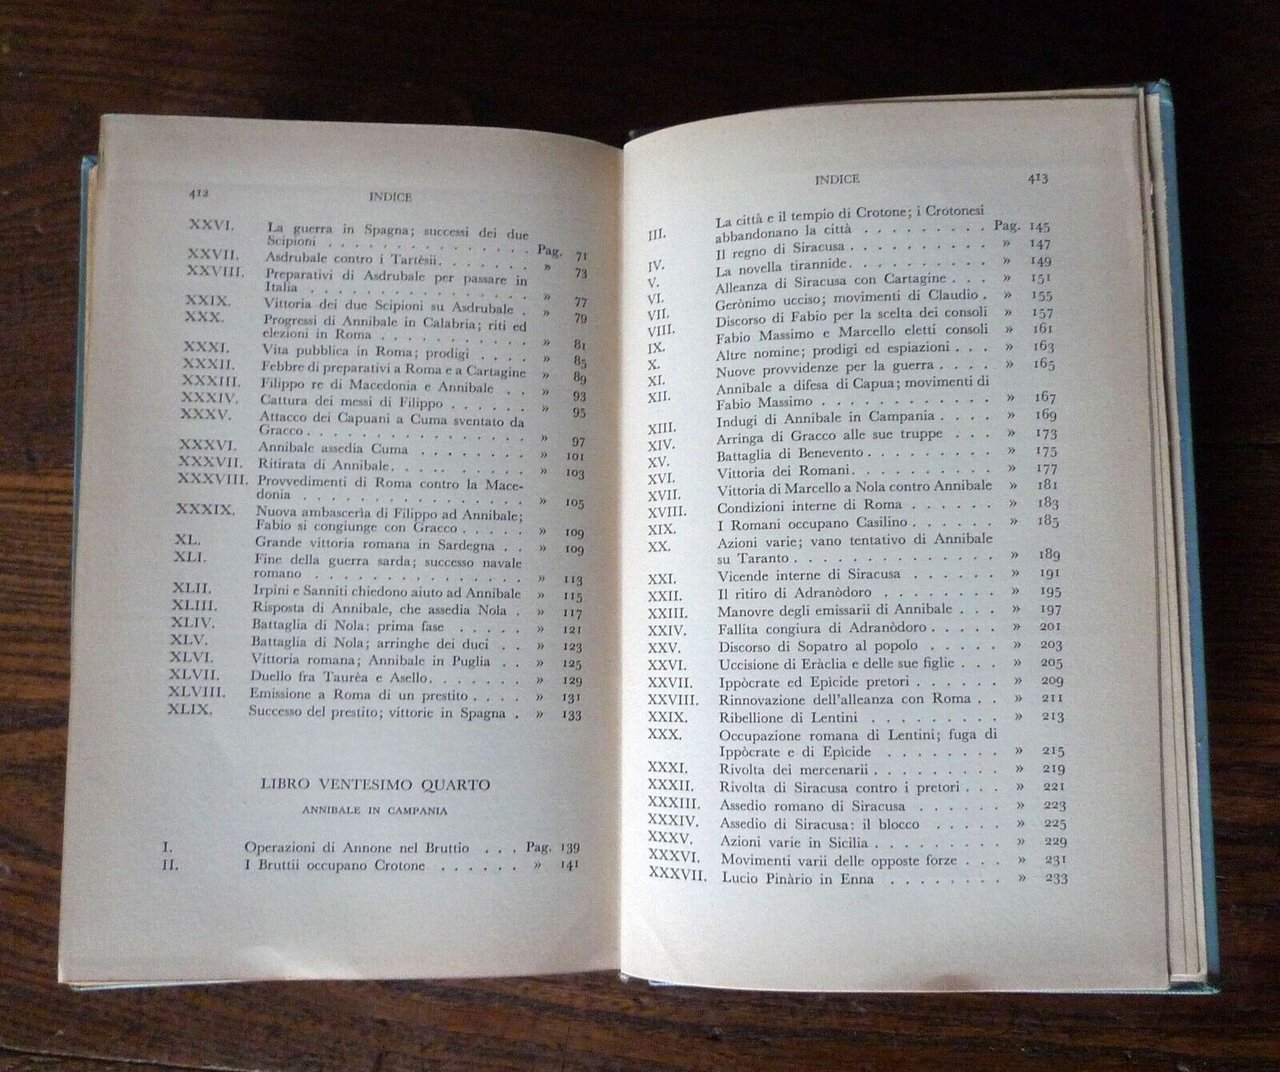 412
INDICE
XXVI. La guerra in Spagna; successi dei due
Scipioni . . . . . . . . . . . . . . Pag. 71
XXVII. Asdrubale contro i Tartèsii. . . . . . . » 73
XXVIII. Preparativi di Asdrubale per passare in
Italia . . . . . . . . . . . . . . . » 77
XXIX. Vittoria dei due Scipioni su Asdrubale . » 79
XXX. Progressi di Annibale in Calabria; riti ed
elezioni in Roma . . . . . . . . . . » 81
XXXI. Vita pubblica in Roma; prodigi . . . . . » 85
XXXII. Febbre di preparativi a Roma e a Cartagine » 89
XXXIII. Filippo re di Macedonia e Annibale . . » 93
XXXIV. Cattura dei messi di Filippo . . . . . . » 95
XXXV. Attacco dei Capuani a Cuma sventato da
Gracco. . . . . . . . . . . . . . . » 97
XXXVI. Annibale assedia Cuma . . . . . . . . » 101
XXXVII. Ritirata di Annibale. . . . . . . . . . » 103
XXXVIII. Provvedimenti di Roma contro la Mace-
donia . . . . . . . . . . . . . . . » 105
XXXIX. Nuova ambascerìa di Filippo ad Annibale;
Fabio si congiunge con Gracco. . . . . » 109
XL. Grande vittoria romana in Sardegna . . » 109
XLI. Fine della guerra sarda; successo navale
romano . . . . . . . . . . . . . . » 113
XLII. Irpini e Sanniti chiedono aiuto ad Annibale » 115
XLIII. Risposta di Annibale, che assedia Nola . » 117
XLIV. Battaglia di Nola: prima fase . . . . . » 121
XLV. Battaglia di Nola; arringhe dei duci . . » 123
XLVI. Vittoria romana; Annibale in Puglia . . » 125
XLVII. Duello fra Taurèa e Asello. . . . . . . » 129
XLVIII. Emissione a Roma di un prestito . . . . » 131
XLIX. Successo del prestito; vittorie in Spagna . » 133
LIBRO VENTESIMO QUARTO
ANNIBALE IN CAMPANIA
I. Operazioni di Annone nel Bruttio . . . Pag. 139
II. I Bruttii occupano Crotone . . . . . . » 141
INDICE
413
III. La città e il tempio di Crotone; i Crotonesi
abbandonano la città . . . . . . . . . Pag. 145
IV. Il regno di Siracusa . . . . . . . . . . » 147
V. La novella tirannide. . . . . . . . . . » 149
VI. Alleanza di Siracusa con Cartagine . . . » 151
VII. Gerònimo ucciso; movimenti di Claudio . » 155
VIII. Discorso di Fabio per la scelta dei consoli » 157
IX. Fabio Massimo e Marcello eletti consoli » 161
X. Altre nomine; prodigi ed espiazioni . . . » 163
XI. Nuove provvidenze per la guerra . . . . » 165
XII. Annibale a difesa di Capua; movimenti di
Fabio Massimo . . . . . . . . . . . . » 167
XIII. Indugi di Annibale in Campania . . . . » 169
XIV. Arringa di Gracco alle sue truppe . . . » 173
XV. Battaglia di Benevento . . . . . . . . » 175
XVI. Vittoria dei Romani. . . . . . . . . . » 177
XVII. Vittoria di Marcello a Nola contro Annibale » 181
XVIII. Condizioni interne di Roma . . . . . . » 183
XIX. I Romani occupano Casilino . . . . . . » 185
XX. Azioni varie; vano tentativo di Annibale
su Taranto . . . . . . . . . . . . . » 189
XXI. Vicende interne di Siracusa . . . . . . » 191
XXII. Il ritiro di Adranòdoro . . . . . . . . » 195
XXIII. Manovre degli emissarii di Annibale . . . » 197
XXIV. Fallita congiura di Adranòdoro . . . . . » 201
XXV. Discorso di Sopatro al popolo . . . . . » 203
XXVI. Uccisione di Eràclia e delle sue figlie . . . » 205
XXVII. Ippòcrate ed Epìcide pretori . . . . . . » 209
XXVIII. Rinnovazione dell'alleanza con Roma . . » 211
XXIX. Ribellione di Lentini . . . . . . . . . » 213
XXX. Occupazione romana di Lentini; fuga di
Ippòcrate e di Epìcide . . . . . . . . » 215
XXXI. Rivolta dei mercenarii . . . . . . . . . » 219
XXXII. Rivolta di Siracusa contro i pretori . . . » 221
XXXIII. Assedio romano di Siracusa . . . . . . » 223
XXXIV. Assedio di Siracusa: il blocco . . . . . » 225
XXXV. Azioni varie in Sicilia . . . . . . . . . » 229
XXXVI. Movimenti varii delle opposte forze . . . » 231
XXXVII. Lucio Pinàrio in Enna . . . . . . . . » 233